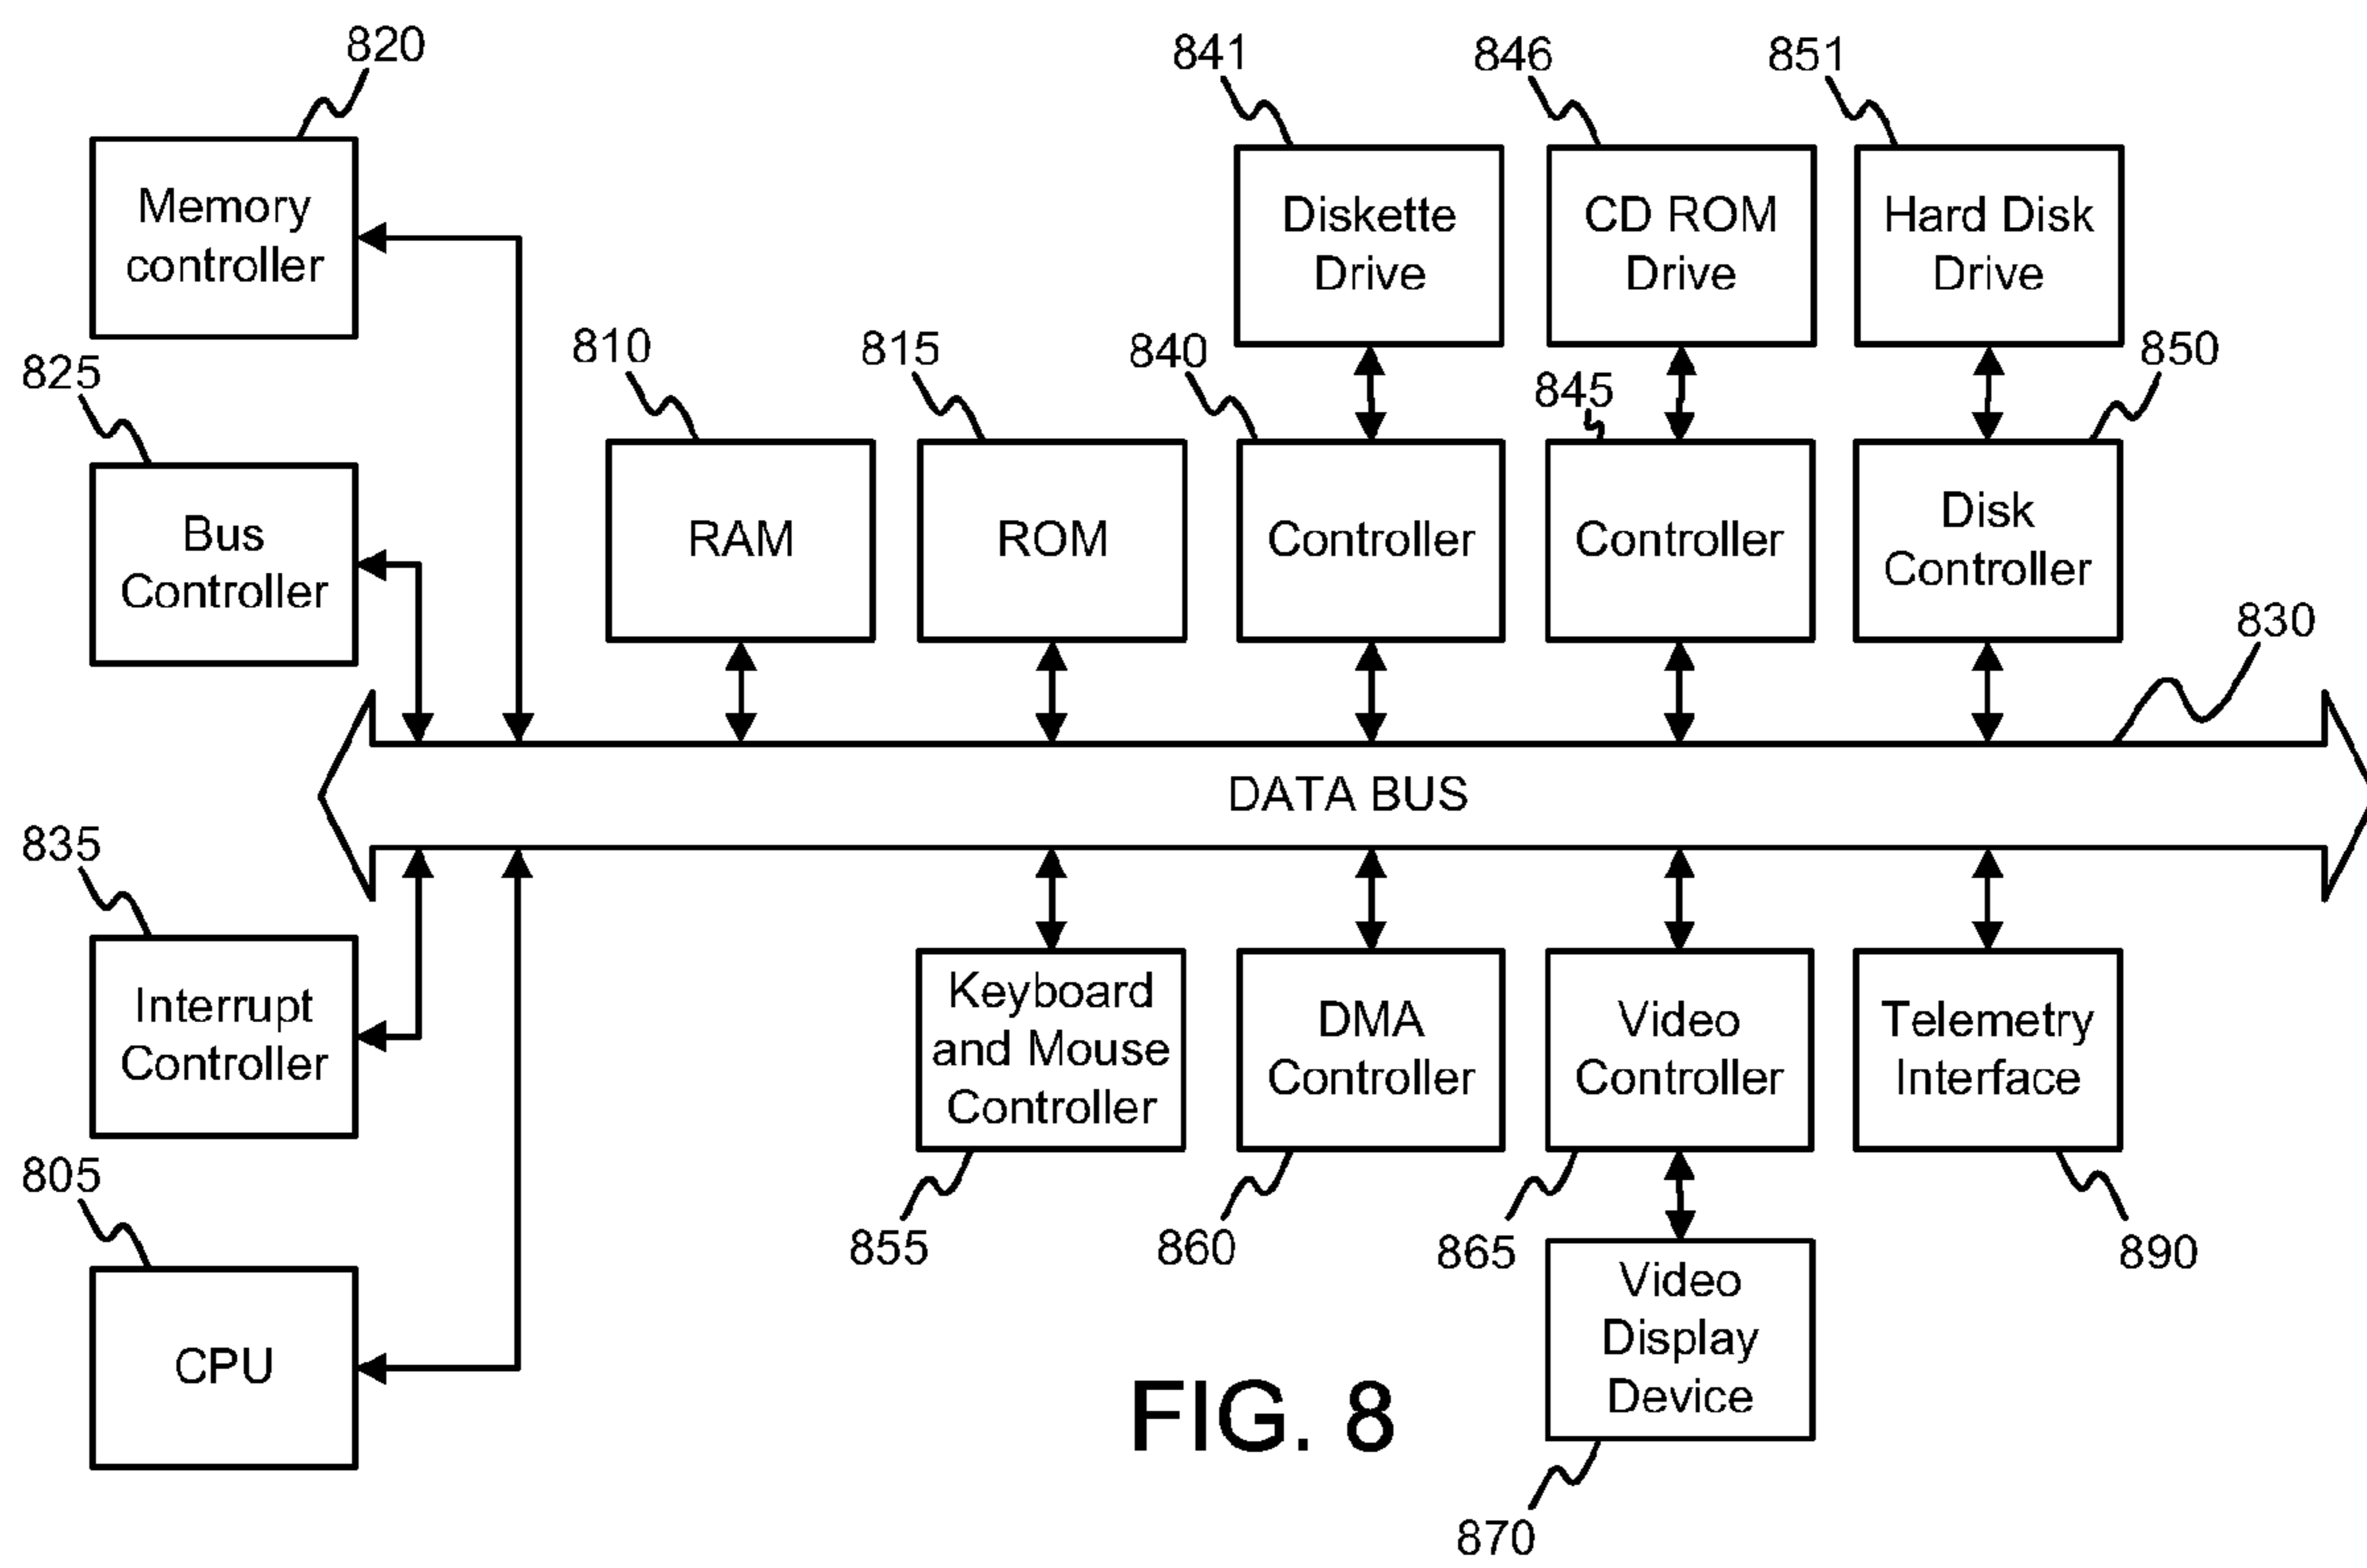 820
841
846
851
Memory
controller
Diskette
Drive
CD ROM
Drive
Hard Disk
Drive
825
810
815
840
845
850
Bus
Controller
RAM
ROM
Controller
Controller
Disk
Controller
830
DATA BUS
835
Interrupt
Controller
Keyboard
and Mouse
Controller
DMA
Controller
Video
Controller
Telemetry
Interface
805
855
860
865
890
CPU
Video
Display
Device
FIG. 8
870